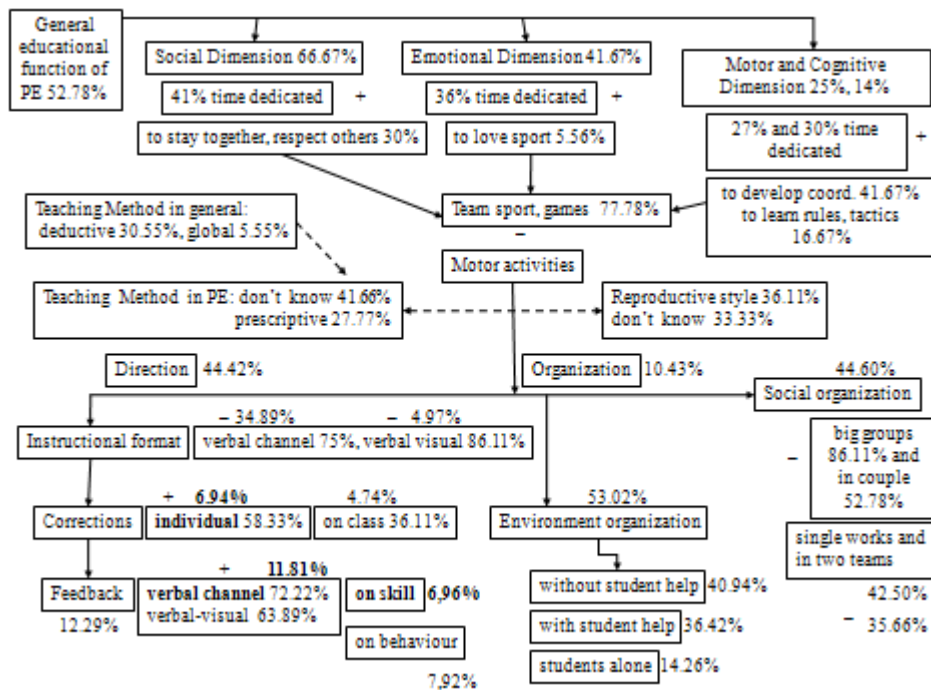 General
educational
function of
PE 52.78%
Social Dimension 66.67%
Emotional Dimension 41.67%
Motor and Cognitive
Dimension 25%, 14%
41% time dedicated
+
36% time dedicated
+
27% and 30% time
dedicated
+
to stay together, respect others 30%
to love sport 5.56%
to develop coord. 41.67%
to learn rules, tactics
16.67%
Teaching Method in general:
deductive 30.55%, global 5.55%
Team sport, games 77.78%
–
Motor activities
Teaching Method in PE: don't know 41.66%
prescriptive 27.77%
Reproductive style 36.11%
don't know 33.33%
Direction 44.42%
Organization 10.43%
44.60%
Social organization
– 34.89%
– 4.97%
Instructional format
verbal channel 75%, verbal visual 86.11%
–
big groups
86.11% and
in couple
52.78%
+ 6.94%
4.74%
53.02%
Corrections
individual 58.33%
on class 36.11%
Environment organization
single works and
in two teams
42.50%
– 35.66%
+ 11.81%
Feedback
12.29%
verbal channel 72.22%
verbal-visual 63.89%
on skill 6,96%
on behaviour
7,92%
without student help 40.94%
with student help 36.42%
students alone 14.26%